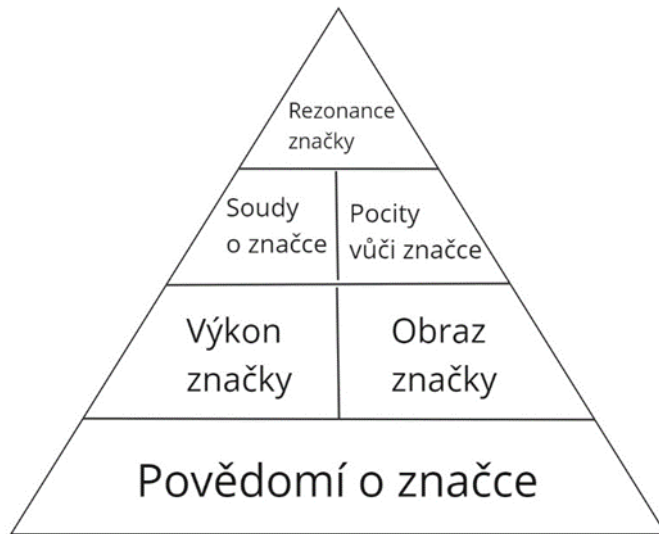 Rezonance
značky
Soudy
o značce
Pocity
vůči značce
Výkon
značky
Obraz
značky
Povědomí o značce